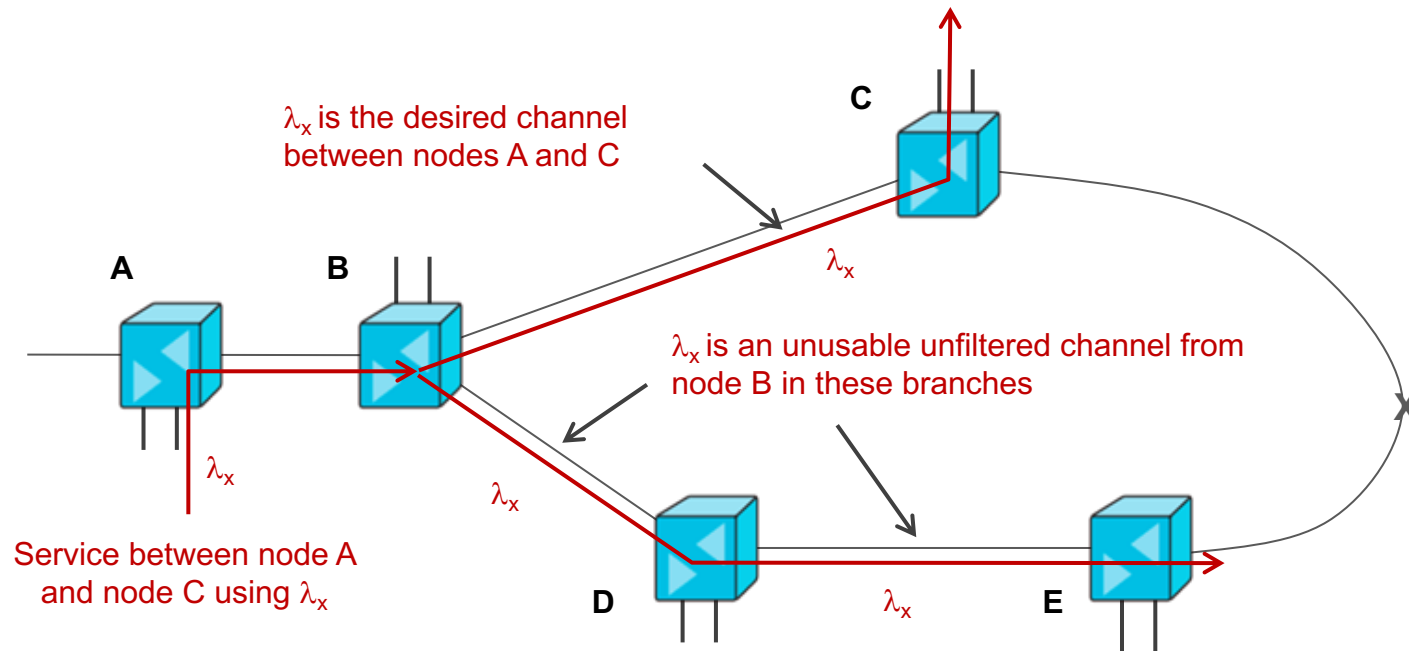 C
λx is the desired channel
between nodes A and C
A
B
λx
λx is an unusable unfiltered channel from
node B in these branches
X
λx
λx
Service between node A
and node C using λx
D
λx
E